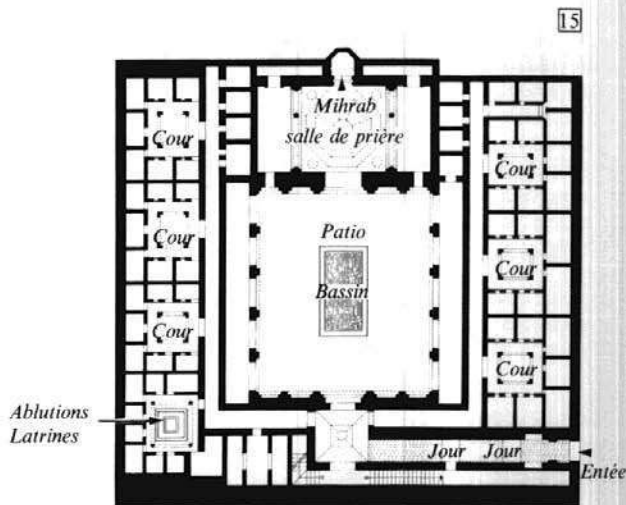 15
Mihrab
salle de prière
Cour
Cour
Patio
Cour
Cour
Bassin
Cour
Cour
Ablutions
Latrines
Jour Jour
Entée